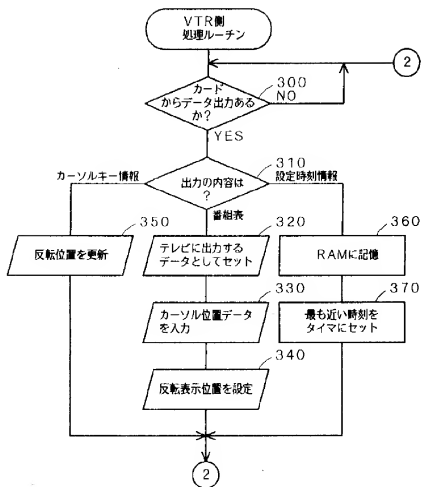 VTR側
処理ルーチン
2
300
カード
からデータ出力ある
か?
NO
YES
310
カーソルキー情報
出力の内容は
?
設定時刻情報
番組表
350
反転位置を更新
320
テレビに出力する
データとしてセット
360
RAMに記憶
330
カーソル位置データ
を入力
370
最も近い時刻を
タイマにセット
340
反転表示位置を設定
2